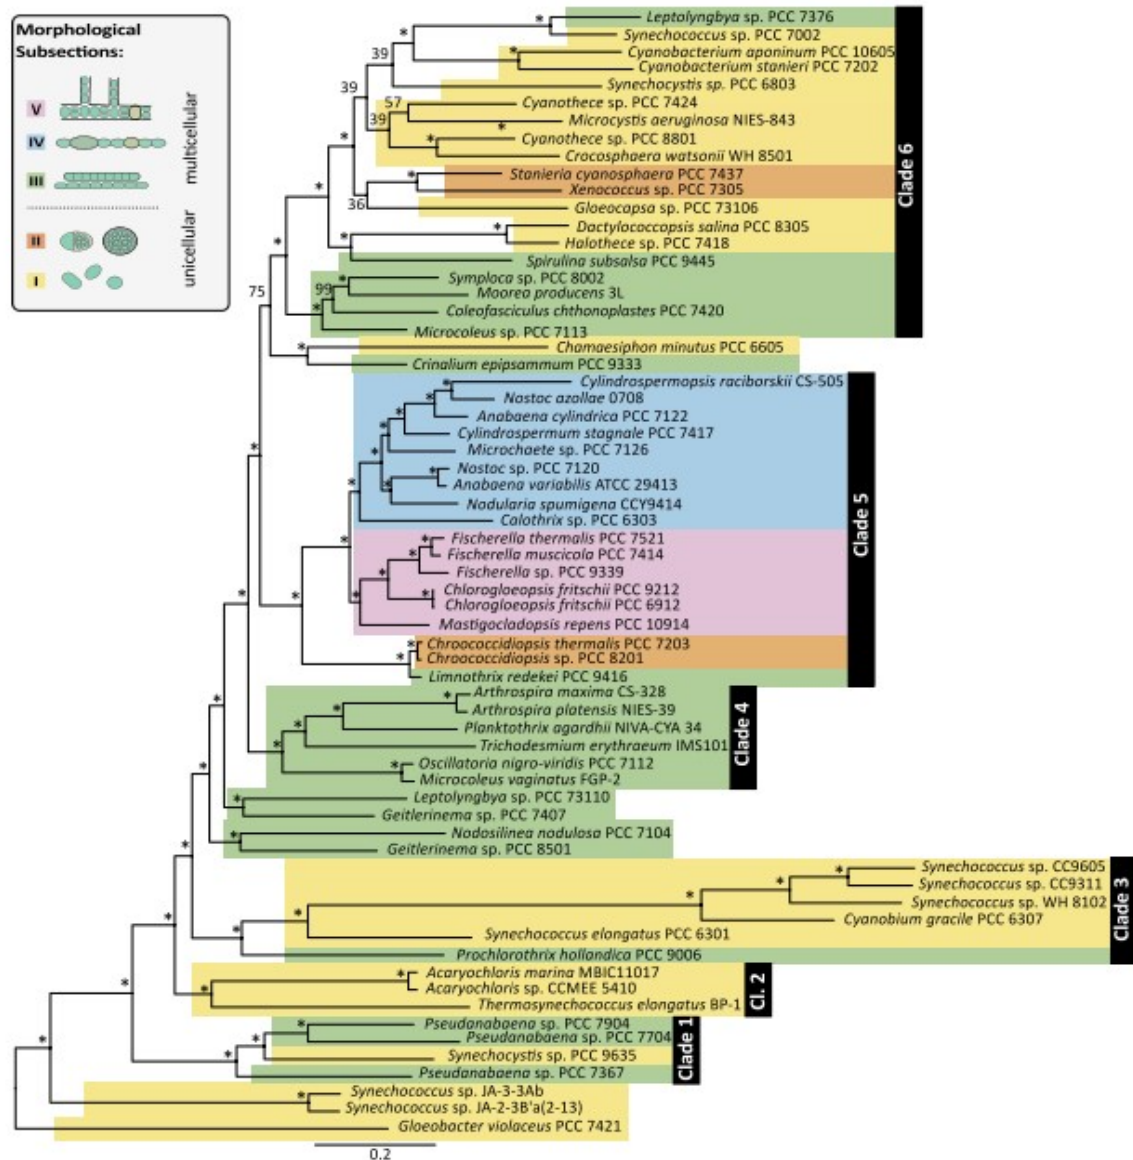 Morphological
Subsections:
V
IV
III
II
I
multicellular
unicellular
Leptolyngbya sp. PCC 7376
Synechococcus sp. PCC 7002
Cyanobacterium aponinum PCC 10605
Cyanobacterium stanieri PCC 7202
Synechocystis sp. PCC 6803
Cyanothece sp. PCC 7424
Microcystis aeruginosa NIES-843
Cyanothece sp. PCC 8801
Crocosphaera watsonii WH 8501
Stanieria cyanosphaera PCC 7437
Xenococcus sp. PCC 7305
Gloeocapsa sp. PCC 73106
Dactylococcopsis salina PCC 8305
Halothece sp. PCC 7418
Spirulina subsalsa PCC 9445
Symploca sp. PCC 8002
Moorea producens 3L
Coleofasciculus chthonoplastes PCC 7420
Microcoleus sp. PCC 7113
Chamaesiphon minutus PCC 6605
Crinalium epipsammum PCC 9333
Cylindrospermopsis raciborskii CS-505
Nostoc azollae 0708
Anabaena cylindrica PCC 7122
Cylindrospermum stagnale PCC 7417
Microchaete sp. PCC 7126
Nostoc sp. PCC 7120
Anabaena variabilis ATCC 29413
Nodularia spumigena CCY9414
Calothrix sp. PCC 6303
Fischerella thermalis PCC 7521
Fischerella muscicola PCC 7414
Fischerella sp. PCC 9339
Chlorogloeopsis fritschii PCC 9212
Chlorogloeopsis fritschii PCC 6912
Mastigocladopsis repens PCC 10914
Chroococcidiopsis thermalis PCC 7203
Chroococcidiopsis sp. PCC 8201
Limnothrix redekei PCC 9416
Arthrospira maxima CS-328
Arthrospira platensis NIES-39
Planktothrix agardhii NIVA-CYA 34
Trichodesmium erythraeum IMS101
Oscillatoria nigro-viridis PCC 7112
Microcoleus vaginatus FGP-2
Leptolyngbya sp. PCC 73110
Geitlerinema sp. PCC 7407
Nodosilinea nodulosa PCC 7104
Geitlerinema sp. PCC 8501
Synechococcus sp. CC9605
Synechococcus sp. CC9311
Synechococcus sp. WH 8102
Cyanobium gracile PCC 6307
Synechococcus elongatus PCC 6301
Prochlorothrix hollandica PCC 9006
Acaryochloris marina MBIC11017
Acaryochloris sp. CCMEE 5410
Thermosynechococcus elongatus BP-1
Pseudanabaena sp. PCC 7904
Pseudanabaena sp. PCC 7704
Synechocystis sp. PCC 9635
Pseudanabaena sp. PCC 7367
Synechococcus sp. JA-3-3Ab
Synechococcus sp. JA-2-3B'a(2-13)
Gloeobacter violaceus PCC 7421
39
39
57
39
36
99
75
Clade 6
Clade 5
Clade 4
Clade 3
Cl. 2
Clade 1
0.2